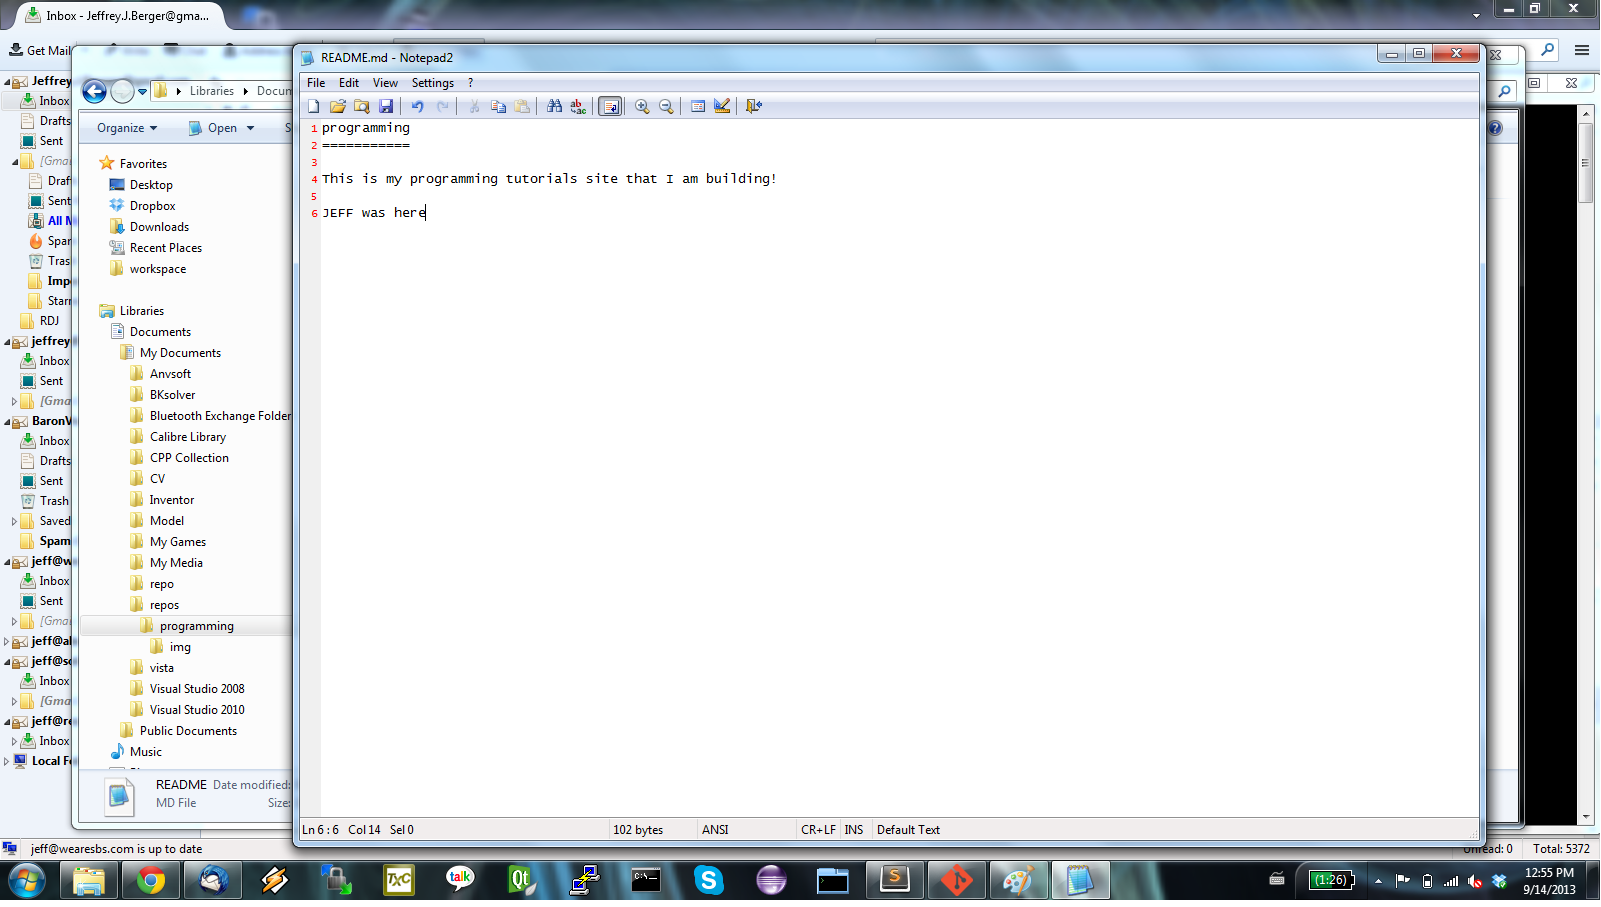 Inbox - Jeffrey.J.Berger@gma...
Get Mail
README.md - Notepad2
File Edit View Settings ?
Libraries Docum
Organize Open
1 programming
2 ===========
3
4 This is my programming tutorials site that I am building!
5
6 JEFF was here
Jeffrey
Inbox
Drafts
Sent
[Gma
Draf
Sent
All M
Spar
Tras
Imp
Starr
RDJ
jeffrey
Inbox
Sent
[Gma
BaronV
Inbox
Drafts
Sent
Trash
Saved
Spam
jeff@w
Inbox
Sent
[Gma
jeff@al
jeff@sc
Inbox
[Gma
jeff@re
Inbox
Local Fo
Favorites
Desktop
Dropbox
Downloads
Recent Places
workspace
Libraries
Documents
My Documents
Anvsoft
BKsolver
Bluetooth Exchange Folder
Calibre Library
CPP Collection
CV
Inventor
Model
My Games
My Media
repo
repos
programming
img
vista
Visual Studio 2008
Visual Studio 2010
Public Documents
Music
README Date modified:
MD File Size:
Ln 6 : 6 Col 14 Sel 0 102 bytes ANSI CR+LF INS Default Text
jeff@wearesbs.com is up to date Unread: 0 Total: 5372
TXC talk Qt C:\ S (1:26) 12:55 PM
9/14/2013